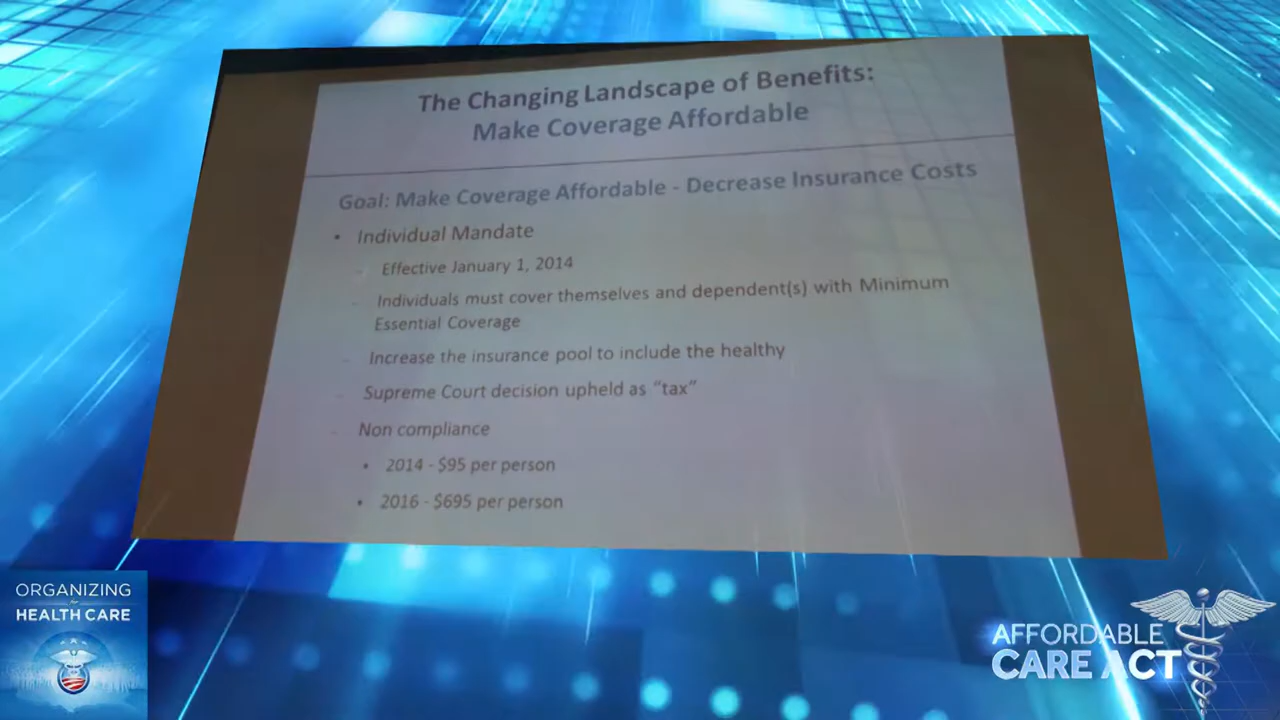 The Changing Landscape of Benefits:
Make Coverage Affordable
Goal: Make Coverage Affordable - Decrease Insurance Costs
• Individual Mandate
- Effective January 1, 2014
- Individuals must cover themselves and dependent(s) with Minimum
Essential Coverage
- Increase the insurance pool to include the healthy
- Supreme Court decision upheld as “tax”
- Non compliance
• 2014 - $95 per person
• 2016 - $695 per person
ORGANIZING
HEALTH CARE
AFFORDABLE
CARE ACT